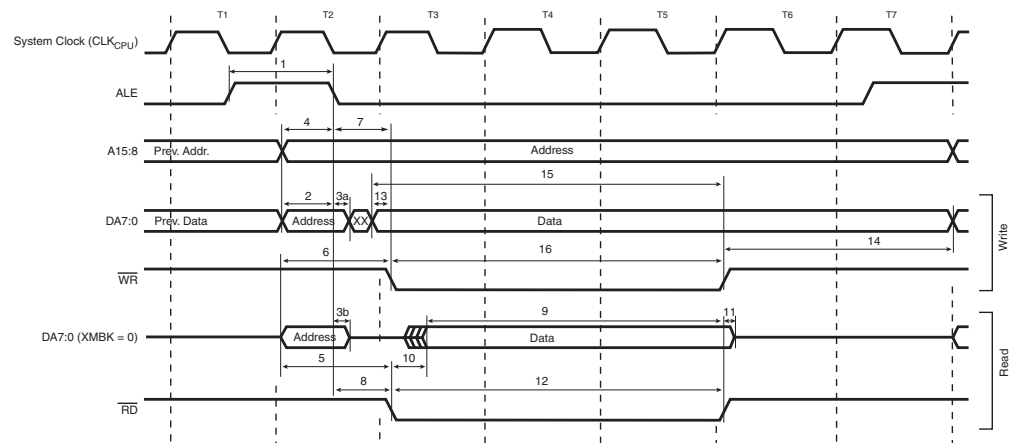 T1 T2 T3 T4 T5 T6 T7
System Clock (CLKCPU)
1
ALE
4 7
A15:8 Prev. Addr. Address
15
2 3a 13
DA7:0 Prev. Data Address XX Data
14
6 16
WR
Write
3b 9 11
DA7:0 (XMBK = 0) Address Data
5 10
8 12
RD
Read